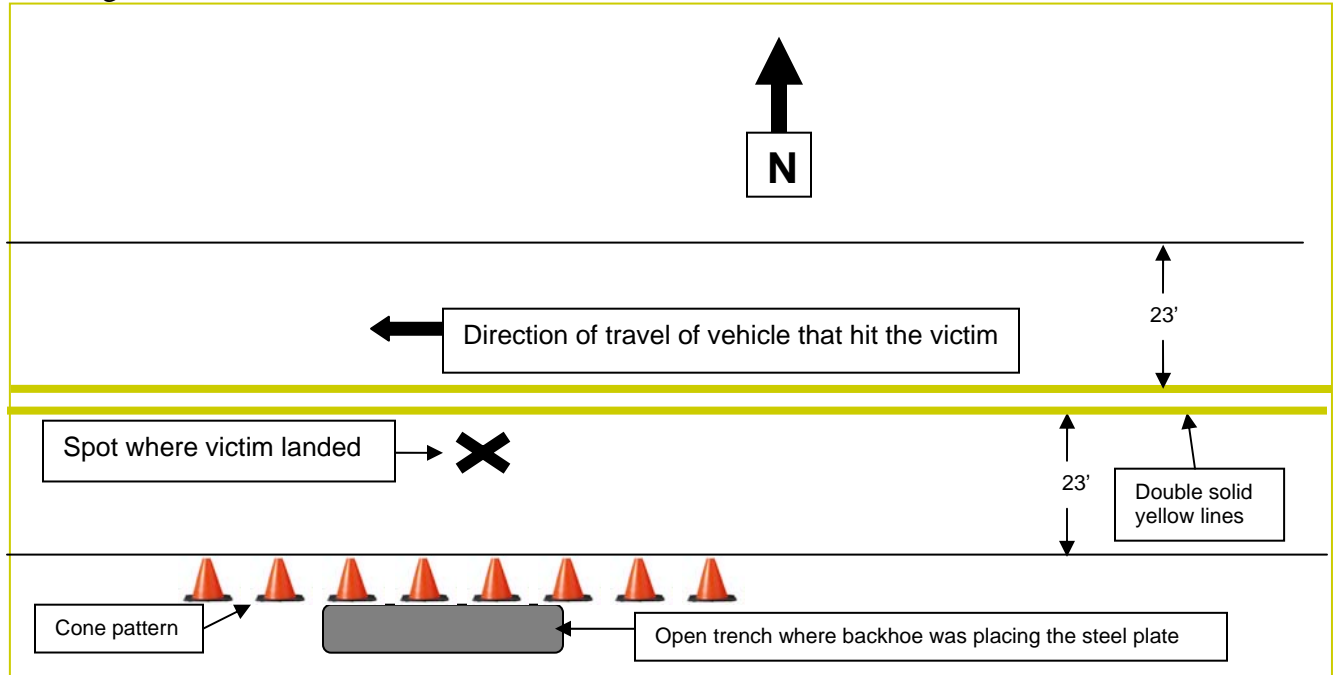 N
23'
Direction of travel of vehicle that hit the victim
Spot where victim landed
23'
Double solid
yellow lines
Cone pattern
Open trench where backhoe was placing the steel plate